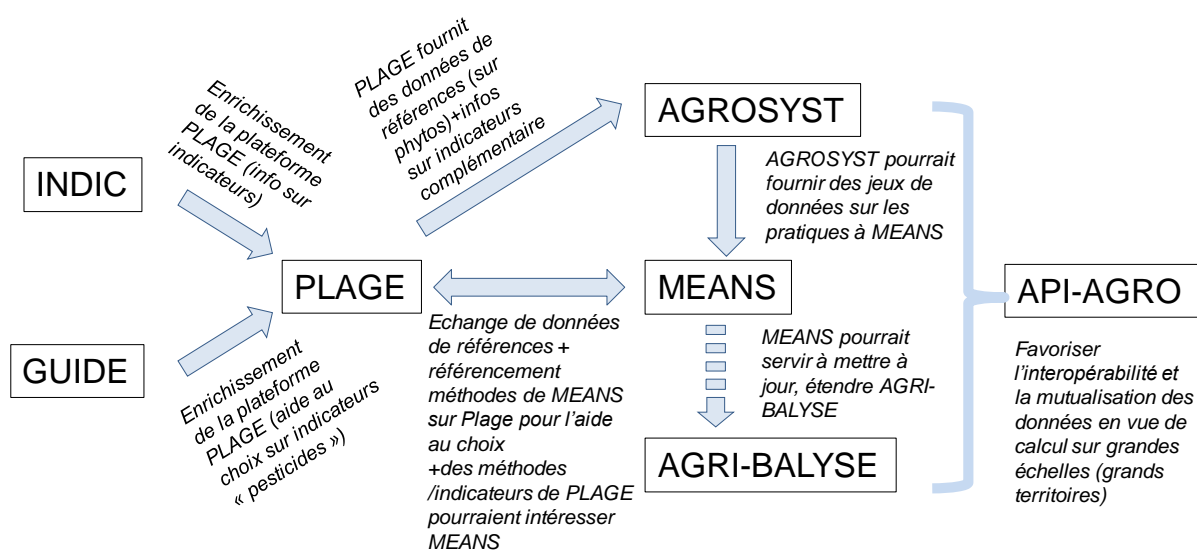 INDIC
Enrichissement
de la plateforme
PLAGE (info sur
indicateurs)
GUIDE
Enrichissement
de la plateforme
PLAGE (aide au
choix sur indicateurs
« pesticides »)
PLAGE
PLAGE fournit
des données de
références (sur
phytos)+infos
sur indicateurs
complémentaire
Echange de données
de références +
référencement
méthodes de MEANS
sur Plage pour l'aide
au choix
+des méthodes
/indicateurs de PLAGE
pourraient intéresser
MEANS
AGROSYST
AGROSYST pourrait
fournir des jeux de
données sur les
pratiques à MEANS
MEANS
MEANS pourrait
servir à mettre à
jour, étendre AGRI-
BALYSE
AGRI-BALYSE
API-AGRO
Favoriser
l'interopérabilité et
la mutualisation des
données en vue de
calcul sur grandes
échelles (grands
territoires)